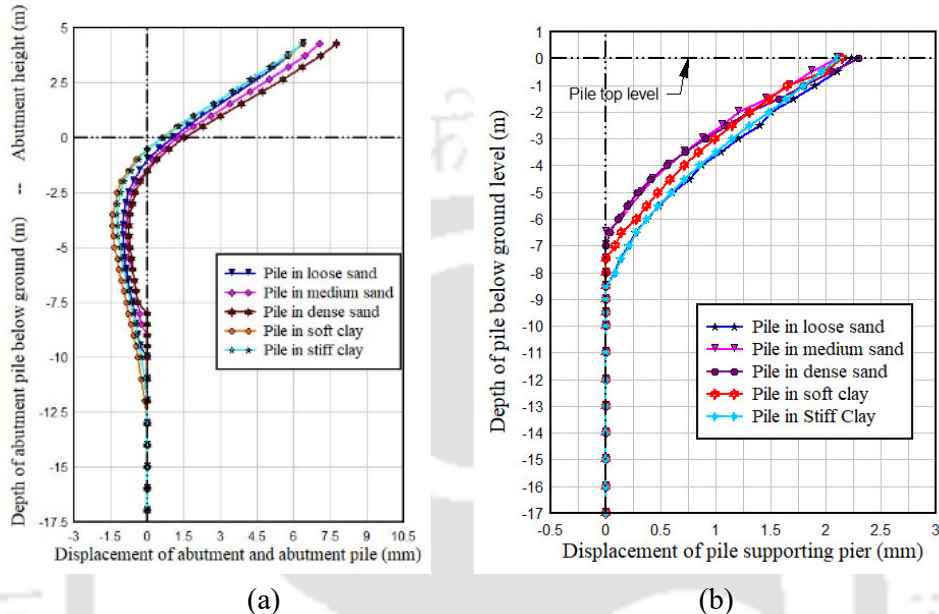 Depth of abutment pile below ground (m) -- Abutment height (m)
5
2.5
0
-2.5
-5
-7.5
-10
-12.5
-15
-17.5
Pile in loose sand
Pile in medium sand
Pile in dense sand
Pile in soft clay
Pile in stiff clay
-3 -1.5 0 1.5 3 4.5 6 7.5 9 10.5
Displacement of abutment and abutment pile (mm)
(a)
Depth of pile below ground level (m)
1
0
-1
-2
-3
-4
-5
-6
-7
-8
-9
-10
-11
-12
-13
-14
-15
-16
-17
Pile top level
Pile in loose sand
Pile in medium sand
Pile in dense sand
Pile in soft clay
Pile in Stiff Clay
-0.5 0 0.5 1 1.5 2 2.5 3
Displacement of pile supporting pier (mm)
(b)